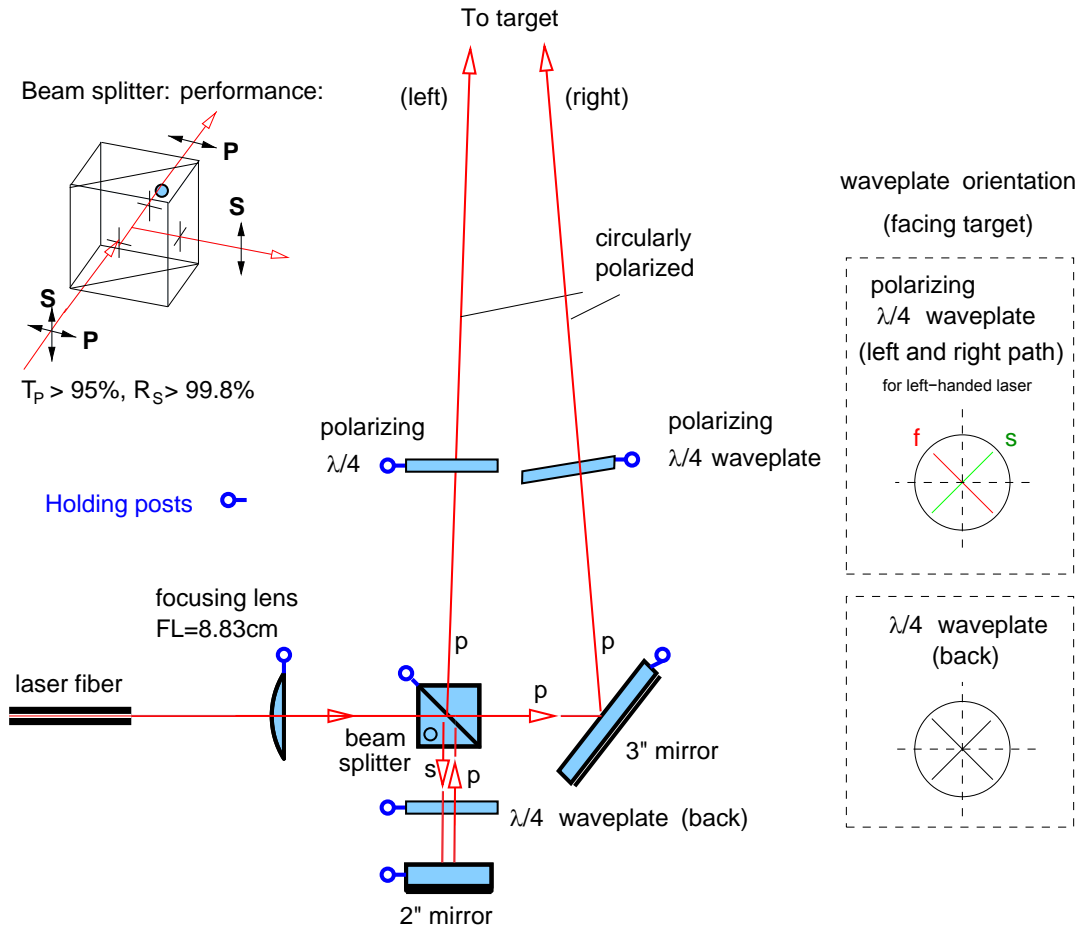 To target
Beam splitter: performance:
(left)
(right)
P
S
S
P
T_P > 95%, R_S > 99.8%
circularly
polarized
waveplate orientation
(facing target)
polarizing
λ/4 waveplate
(left and right path)
for left−handed laser
f
s
polarizing
λ/4
polarizing
λ/4 waveplate
Holding posts
focusing lens
FL=8.83cm
laser fiber
p
p
p
beam
splitter
s
p
3" mirror
λ/4 waveplate (back)
2" mirror
λ/4 waveplate
(back)